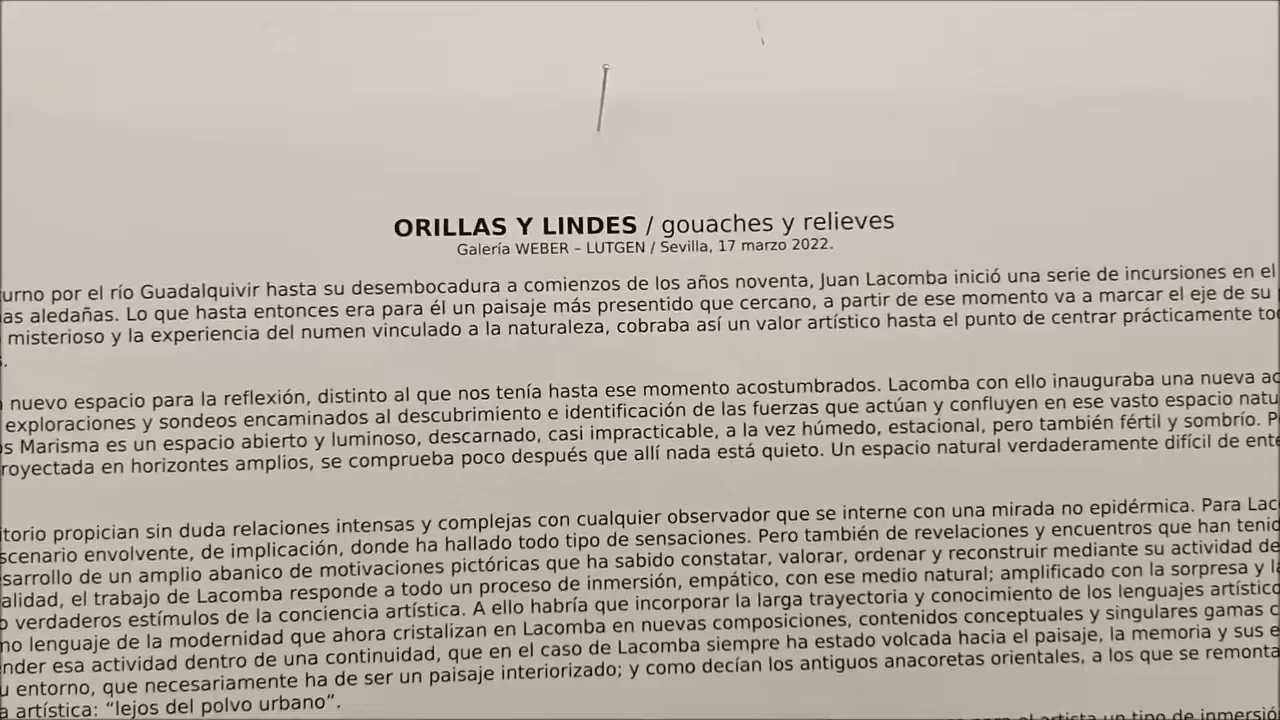 ORILLAS Y LINDES / gouaches y relieves
Galería WEBER – LUTGEN / Sevilla, 17 marzo 2022.
urno por el río Guadalquivir hasta su desembocadura a comienzos de los años noventa, Juan Lacomba inició una serie de incursiones en el
as aledañas. Lo que hasta entonces era para él un paisaje más presentido que cercano, a partir de ese momento va a marcar el eje de su
misterioso y la experiencia del numen vinculado a la naturaleza, cobraba así un valor artístico hasta el punto de centrar prácticamente to
s.
nuevo espacio para la reflexión, distinto al que nos tenía hasta ese momento acostumbrados. Lacomba con ello inauguraba una nueva ac
exploraciones y sondeos encaminados al descubrimiento e identificación de las fuerzas que actúan y confluyen en ese vasto espacio natu
os Marisma es un espacio abierto y luminoso, descarnado, casi impracticable, a la vez húmedo, estacional, pero también fértil y sombrío. P
royectada en horizontes amplios, se comprueba poco después que allí nada está quieto. Un espacio natural verdaderamente difícil de ente
itorio propician sin duda relaciones intensas y complejas con cualquier observador que se interne con una mirada no epidérmica. Para Lac
scenario envolvente, de implicación, donde ha hallado todo tipo de sensaciones. Pero también de revelaciones y encuentros que han tenid
sarrollo de un amplio abanico de motivaciones pictóricas que ha sabido constatar, valorar, ordenar y reconstruir mediante su actividad de
alidad, el trabajo de Lacomba responde a todo un proceso de inmersión, empático, con ese medio natural; amplificado con la sorpresa y la
o verdaderos estímulos de la conciencia artística. A ello habría que incorporar la larga trayectoria y conocimiento de los lenguajes artístico
no lenguaje de la modernidad que ahora cristalizan en Lacomba en nuevas composiciones, contenidos conceptuales y singulares gamas c
nder esa actividad dentro de una continuidad, que en el caso de Lacomba siempre ha estado volcada hacia el paisaje, la memoria y sus e
u entorno, que necesariamente ha de ser un paisaje interiorizado; y como decían los antiguos anacoretas orientales, a los que se remonta
a artística: “lejos del polvo urbano”.
artista un tipo de inmersió